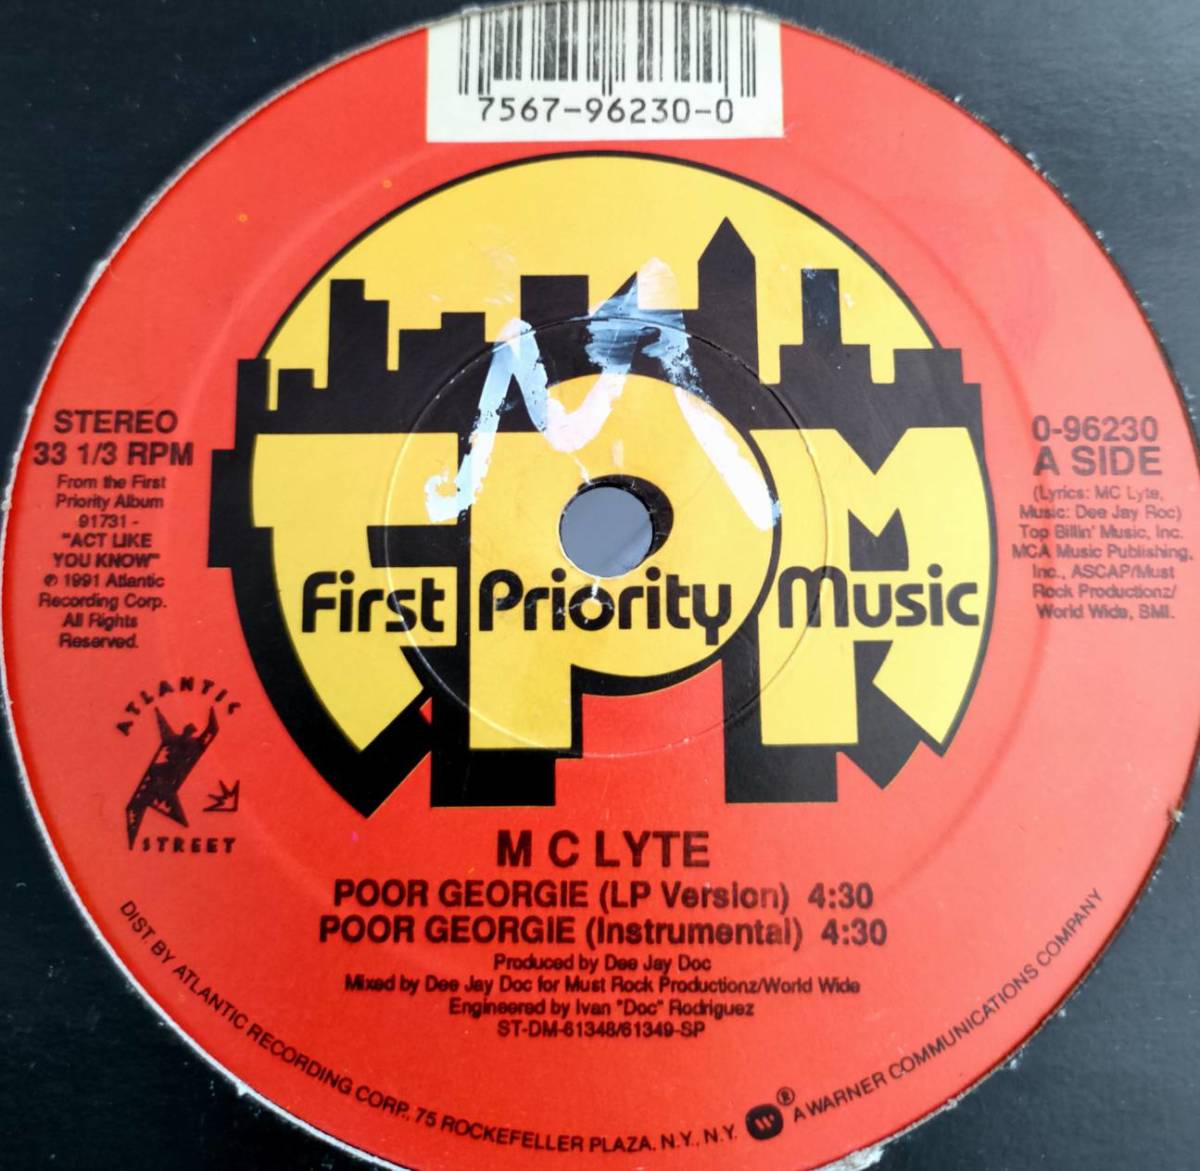 7567-96230-0
STEREO
33 1/3 RPM
From the First
Priority Album
91731 -
"ACT LIKE
YOU KNOW"
℗ 1991 Atlantic
Recording Corp.
All Rights
Reserved.
ATLANTIC
STREET
FPM
First Priority Music
0-96230
A SIDE
(Lyrics: MC Lyte,
Music: Dee Jay Roc)
Top Billin' Music, Inc.
MCA Music Publishing,
Inc., ASCAP/Must
Rock Productionz/
World Wide, BMI.
M C LYTE
POOR GEORGIE (LP Version) 4:30
POOR GEORGIE (Instrumental) 4:30
Produced by Dee Jay Doc
Mixed by Dee Jay Doc for Must Rock Productionz/World Wide
Engineered by Ivan "Doc" Rodriguez
ST-DM-61348/61349-SP
DIST. BY ATLANTIC RECORDING CORP., 75 ROCKEFELLER PLAZA, N.Y., N.Y. ® A WARNER COMMUNICATIONS COMPANY